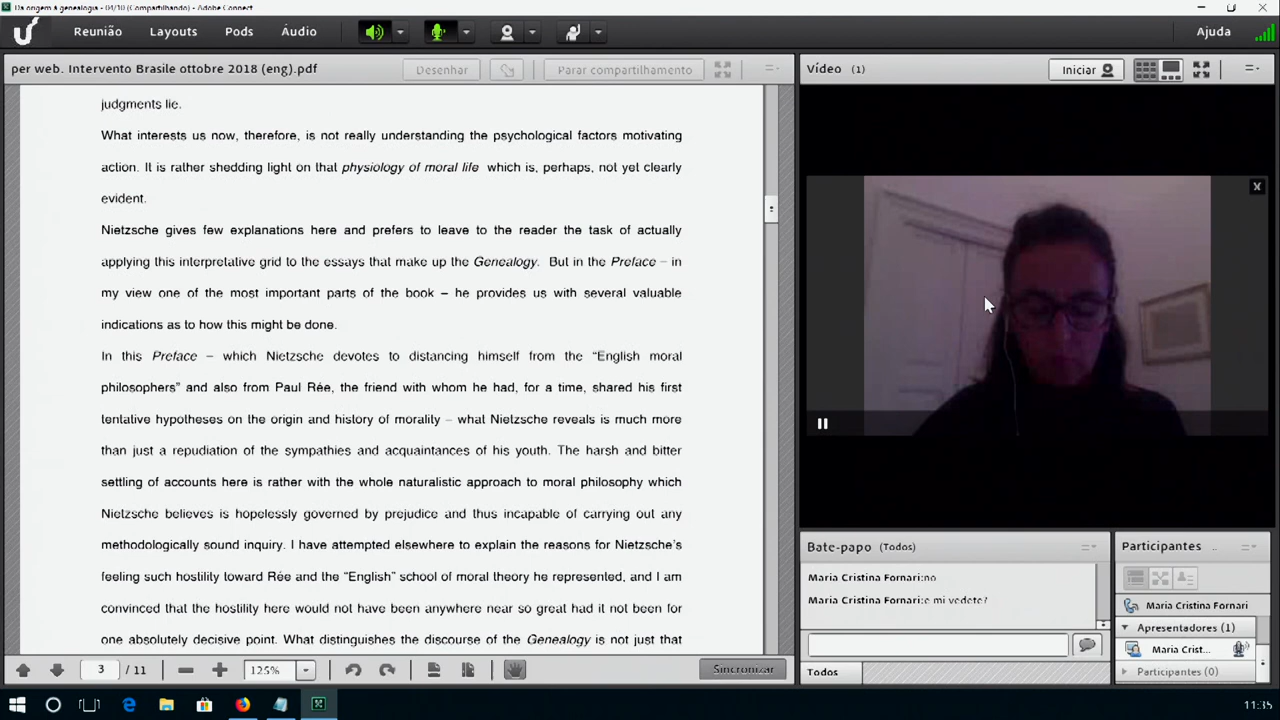 Da origem à genealogia - 04/10 (Compartilhando) - Adobe Connect
Reunião Layouts Pods Áudio Ajuda
per web. Intervento Brasile ottobre 2018 (eng).pdf
Desenhar
Parar compartilhamento
judgments lie.
What interests us now, therefore, is not really understanding the psychological factors motivating
action. It is rather shedding light on that physiology of moral life which is, perhaps, not yet clearly
evident.
Nietzsche gives few explanations here and prefers to leave to the reader the task of actually
applying this interpretative grid to the essays that make up the Genealogy. But in the Preface – in
my view one of the most important parts of the book – he provides us with several valuable
indications as to how this might be done.
In this Preface – which Nietzsche devotes to distancing himself from the “English moral
philosophers” and also from Paul Rée, the friend with whom he had, for a time, shared his first
tentative hypotheses on the origin and history of morality – what Nietzsche reveals is much more
than just a repudiation of the sympathies and acquaintances of his youth. The harsh and bitter
settling of accounts here is rather with the whole naturalistic approach to moral philosophy which
Nietzsche believes is hopelessly governed by prejudice and thus incapable of carrying out any
methodologically sound inquiry. I have attempted elsewhere to explain the reasons for Nietzsche’s
feeling such hostility toward Rée and the “English” school of moral theory he represented, and I am
convinced that the hostility here would not have been anywhere near so great had it not been for
one absolutely decisive point. What distinguishes the discourse of the Genealogy is not just that
3 / 11
125%
Sincronizar
Vídeo (1)
Iniciar
Bate-papo (Todos)
Maria Cristina Fornari:no
Maria Cristina Fornari:e mi vedete?
Todos
Participantes ..
Maria Cristina Fornari
Apresentadores (1)
Maria Crist...
Participantes (0)
11:35